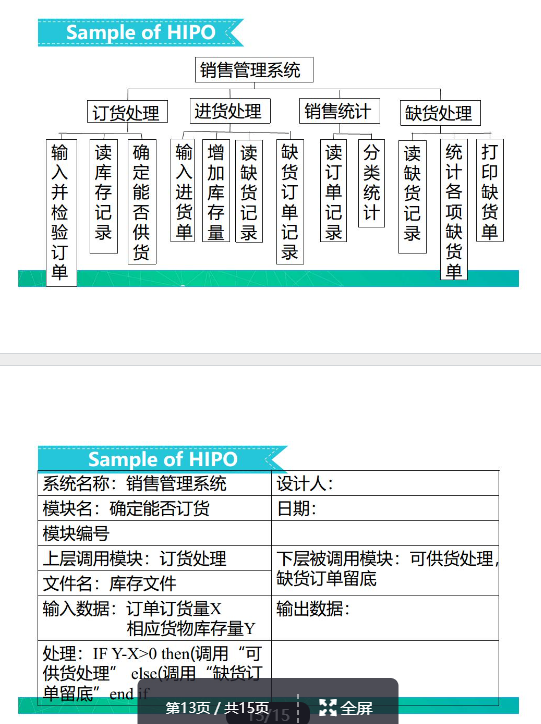 Sample of HIPO
销售管理系统
订货处理
进货处理
销售统计
缺货处理
输入并检验订单
读库存记录
确定能否供货
输入进货单
增加库存量
读缺货记录
缺货订单记录
读订单记录
分类统计
读缺货记录
统计各项缺货单
打印缺货单
Sample of HIPO
系统名称：销售管理系统
设计人：
模块名：确定能否订货
日期：
模块编号
上层调用模块：订货处理
下层被调用模块：可供货处理，
缺货订单留底
文件名：库存文件
输入数据：订单订货量X
相应货物库存量Y
输出数据：
处理：IF Y-X>0 then(调用“可
供货处理” else(调用“缺货订
单留底” end if
第13页 / 共15页
全屏